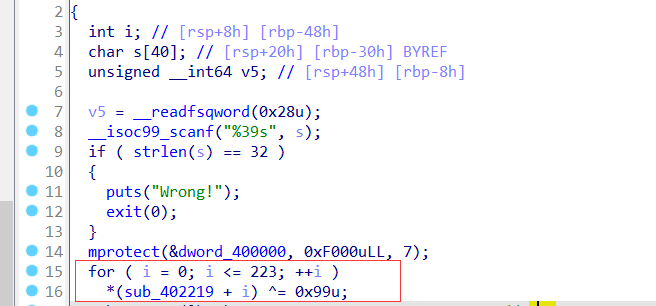 2 {
3 int i; // [rsp+8h] [rbp-48h]
4 char s[40]; // [rsp+20h] [rbp-30h] BYREF
5 unsigned __int64 v5; // [rsp+48h] [rbp-8h]
6
7 v5 = __readfsqword(0x28u);
8 __isoc99_scanf("%39s", s);
9 if ( strlen(s) == 32 )
10 {
11 puts("Wrong!");
12 exit(0);
13 }
14 mprotect(&dword_400000, 0xF000uLL, 7);
15 for ( i = 0; i <= 223; ++i )
16 *(sub_402219 + i) ^= 0x99u;